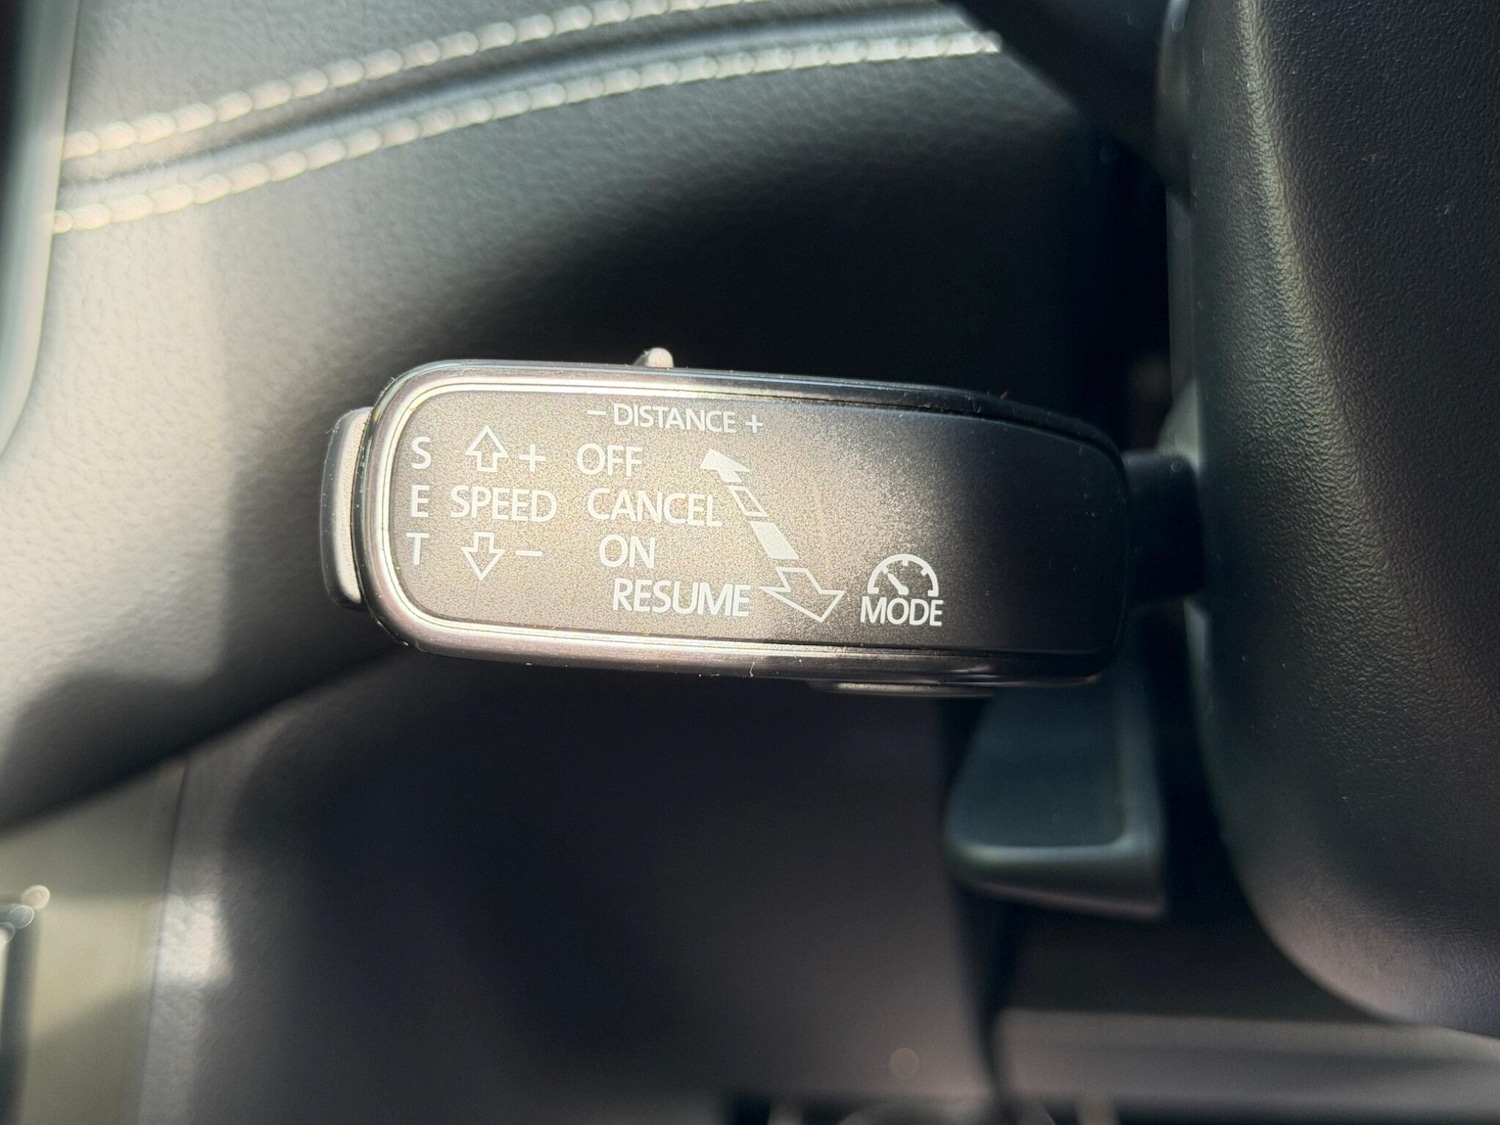 − DISTANCE +
S + OFF
E SPEED CANCEL
T − ON
RESUME
MODE